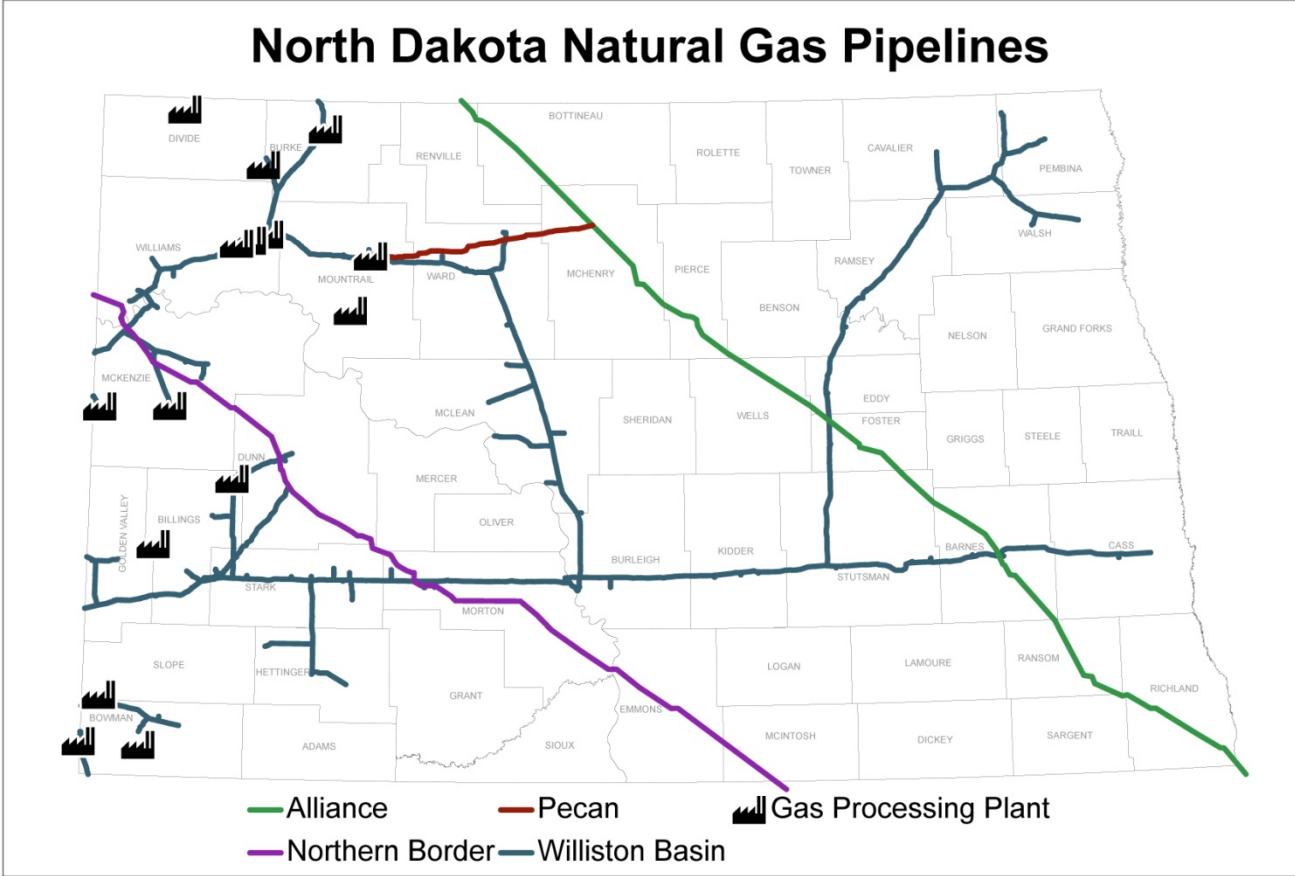 North Dakota Natural Gas Pipelines
BOTTINEAU
DIVIDE
BURKE
RENVILLE
ROLETTE
TOWNER
CAVALIER
PEMBINA
WILLIAMS
MOUNTRAIL
WARD
MCHENRY
PIERCE
BENSON
RAMSEY
WALSH
NELSON
GRAND FORKS
MCKENZIE
MCLEAN
SHERIDAN
WELLS
EDDY
FOSTER
GRIGGS
STEELE
TRAILL
DUNN
MERCER
OLIVER
GOLDEN VALLEY
BILLINGS
BURLEIGH
KIDDER
STUTSMAN
BARNES
CASS
STARK
MORTON
SLOPE
HETTINGER
GRANT
EMMONS
LOGAN
LAMOURE
RANSOM
RICHLAND
BOWMAN
ADAMS
SIOUX
MCINTOSH
DICKEY
SARGENT
Alliance
Pecan
Gas Processing Plant
Northern Border
Williston Basin